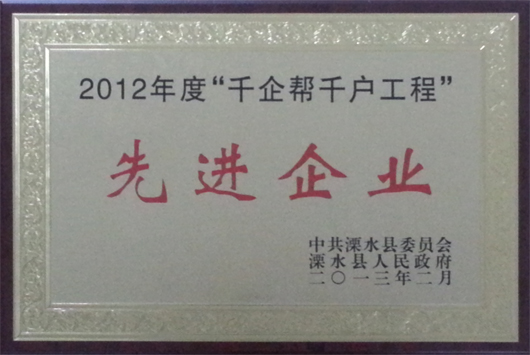 2012年度“千企帮千户工程”
先进企业
中共溧水县委员会
溧水县人民政府
二〇一三年二月